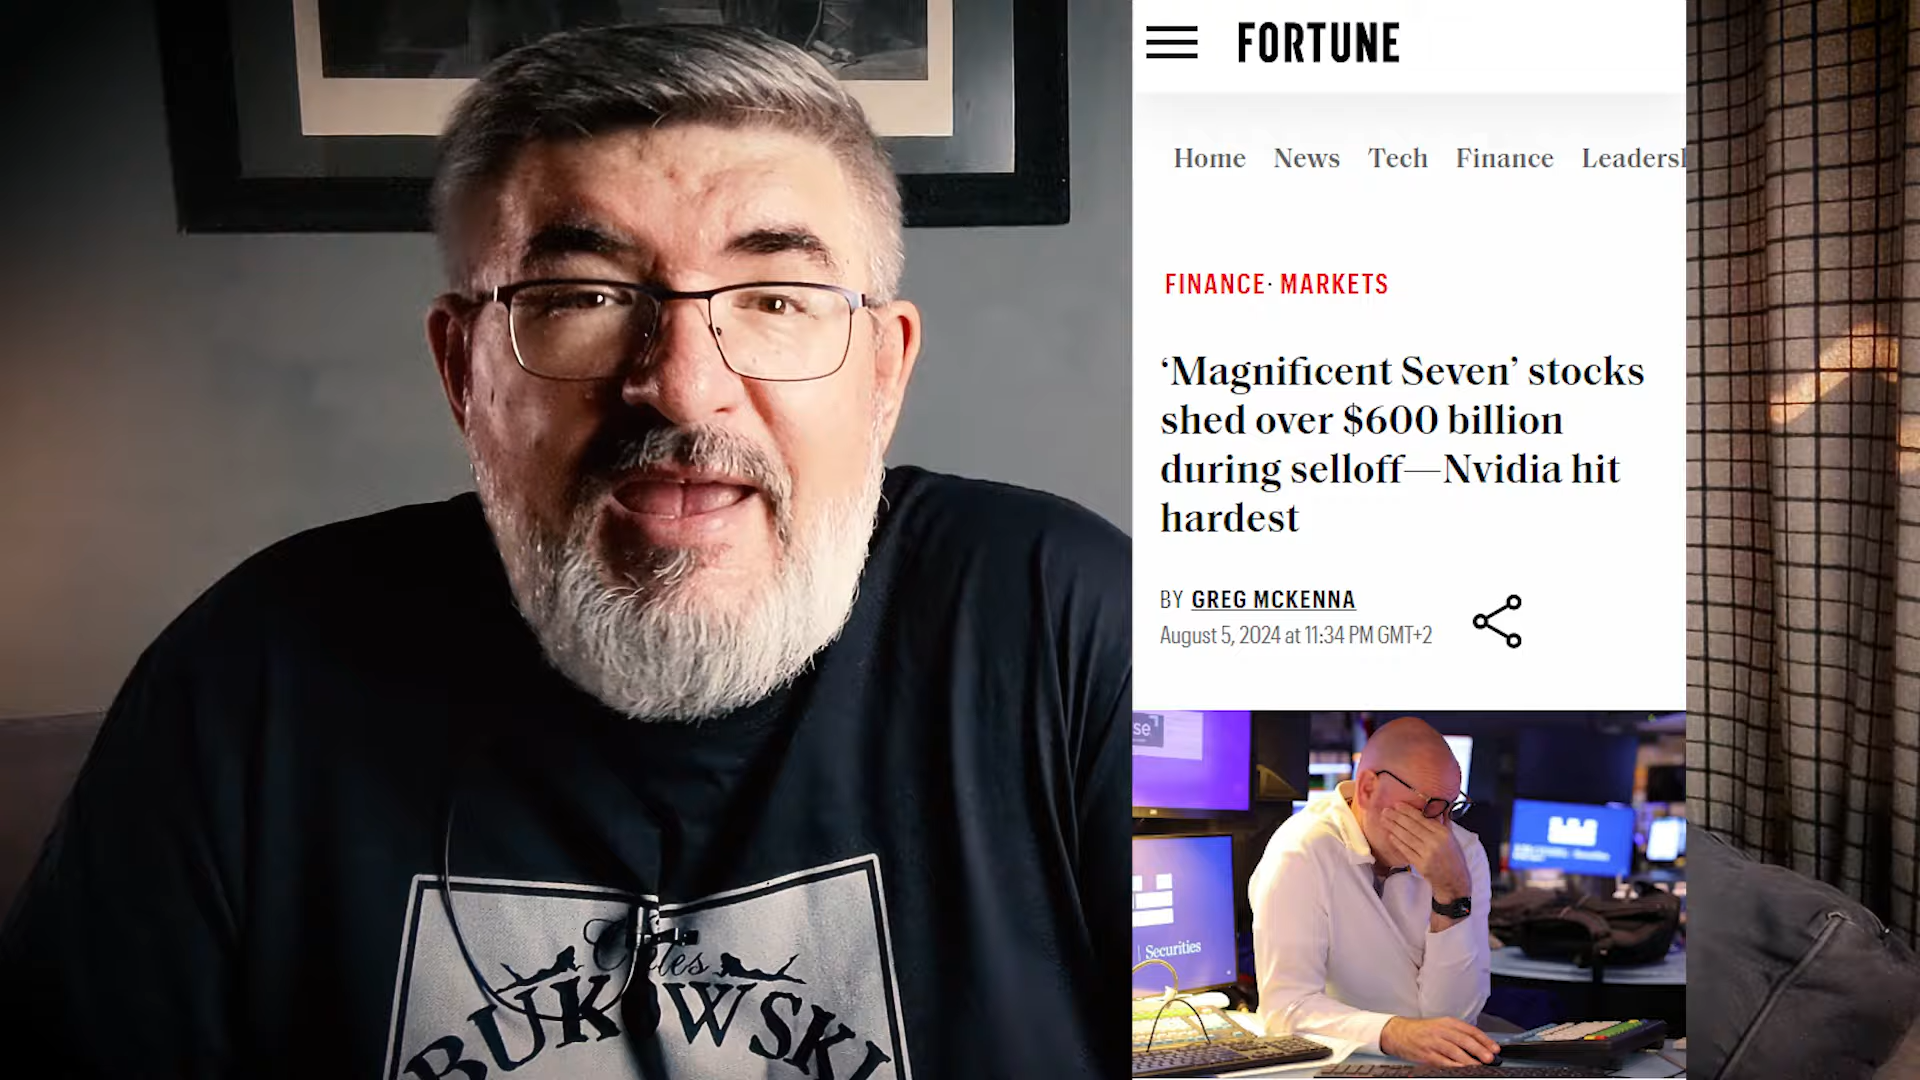 FORTUNE
Home News Tech Finance
FINANCE· MARKETS
‘Magnificent Seven’ stocks
shed over $600 billion
during selloff—Nvidia hit
hardest
BY GREG MCKENNA
August 5, 2024 at 11:34 PM GMT+2
Securities
BUKOWSKI